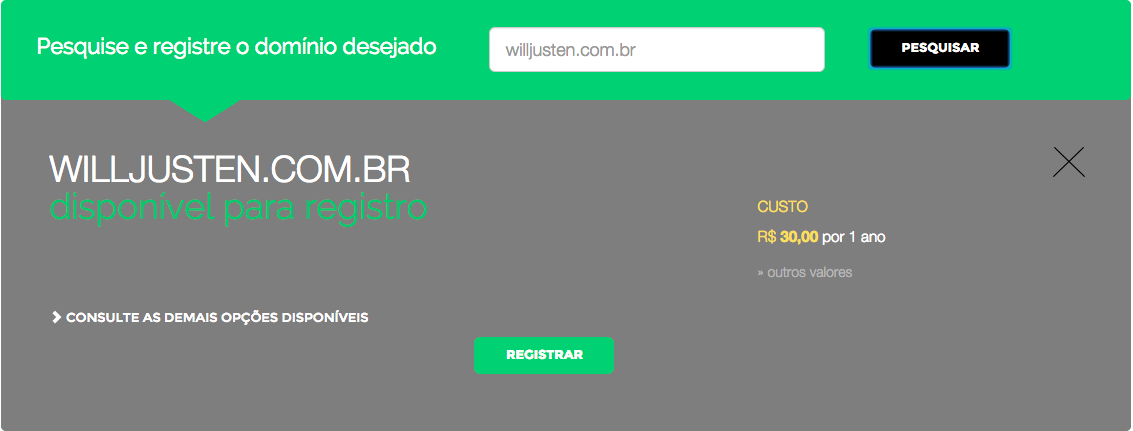 Pesquise e registre o domínio desejado
willjusten.com.br
PESQUISAR
WILLJUSTEN.COM.BR
disponível para registro
CUSTO
R$ 30,00 por 1 ano
» outros valores
CONSULTE AS DEMAIS OPÇÕES DISPONÍVEIS
REGISTRAR